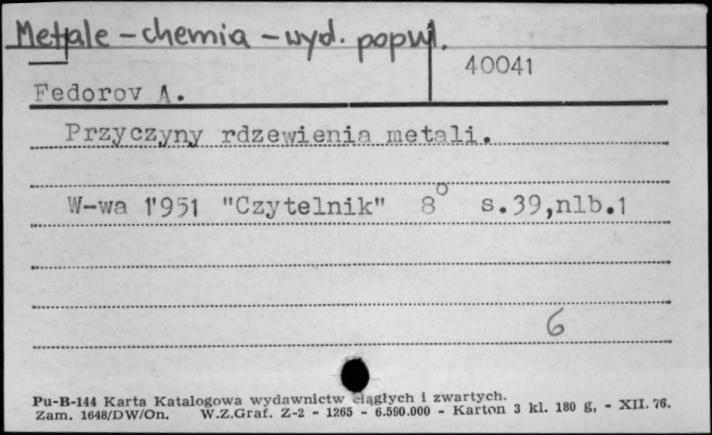 Metale - chemia - wyd. popul.
40041
Fedorov A.
Przyczyny rdzewienia metali.
W-wa 1951 "Czytelnik" 8° s.39,nlb.1
6
Pu-B-144 Karta Katalogowa wydawnictw ciągłych i zwartych.
Zam. 1648/DW/On. W.Z.Graf. Z-2 - 1265 - 6.590.000 - Karton 3 kl. 180 g, - XII. 76.